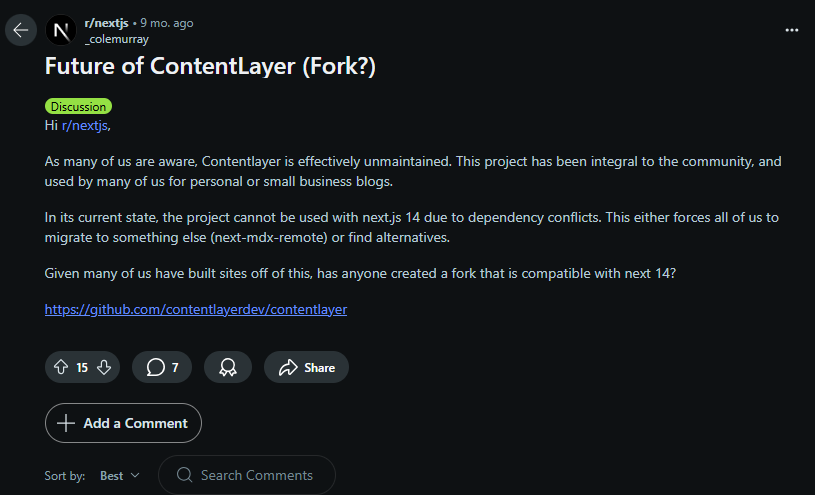 r/nextjs • 9 mo. ago
_colemurray
Future of ContentLayer (Fork?)
Discussion
Hi r/nextjs,
As many of us are aware, Contentlayer is effectively unmaintained. This project has been integral to the community, and
used by many of us for personal or small business blogs.
In its current state, the project cannot be used with next.js 14 due to dependency conflicts. This either forces all of us to
migrate to something else (next-mdx-remote) or find alternatives.
Given many of us have built sites off of this, has anyone created a fork that is compatible with next 14?
https://github.com/contentlayerdev/contentlayer
15 7 Share
Add a Comment
Sort by: Best Search Comments